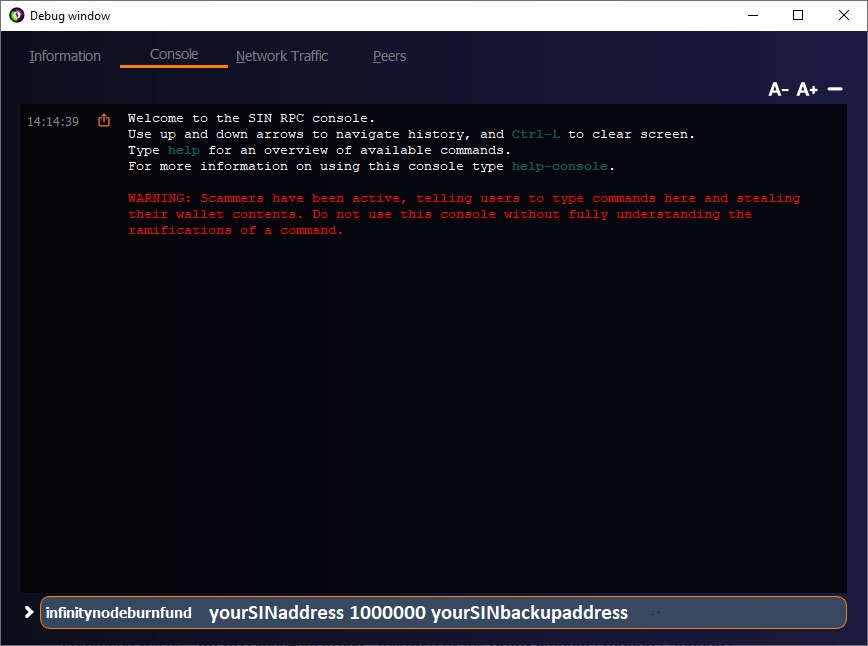 Debug window
Information Console Network Traffic Peers
A- A+
14:14:39 Welcome to the SIN RPC console.
Use up and down arrows to navigate history, and Ctrl-L to clear screen.
Type help for an overview of available commands.
For more information on using this console type help-console.
WARNING: Scammers have been active, telling users to type commands here and stealing
their wallet contents. Do not use this console without fully understanding the
ramifications of a command.
infinitynodeburnfund yourSINaddress 1000000 yourSINbackupaddress